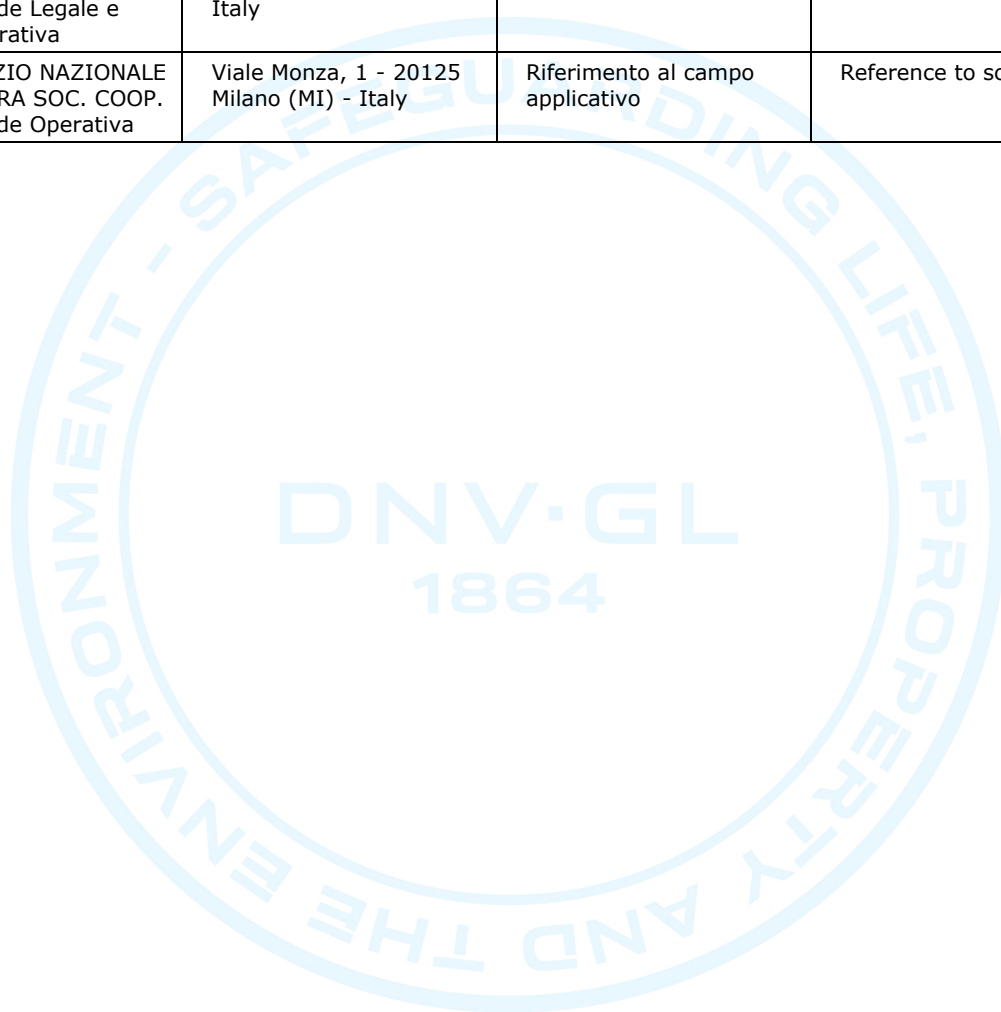 de Legale e
rativa
Italy
ZIO NAZIONALE
RA SOC. COOP.
de Operativa
Viale Monza, 1 - 20125
Milano (MI) - Italy
Riferimento al campo
applicativo
Reference to sc
SAFEGUARDING LIFE, PROPERTY AND THE ENVIRONMENT -
DNV·GL
1864